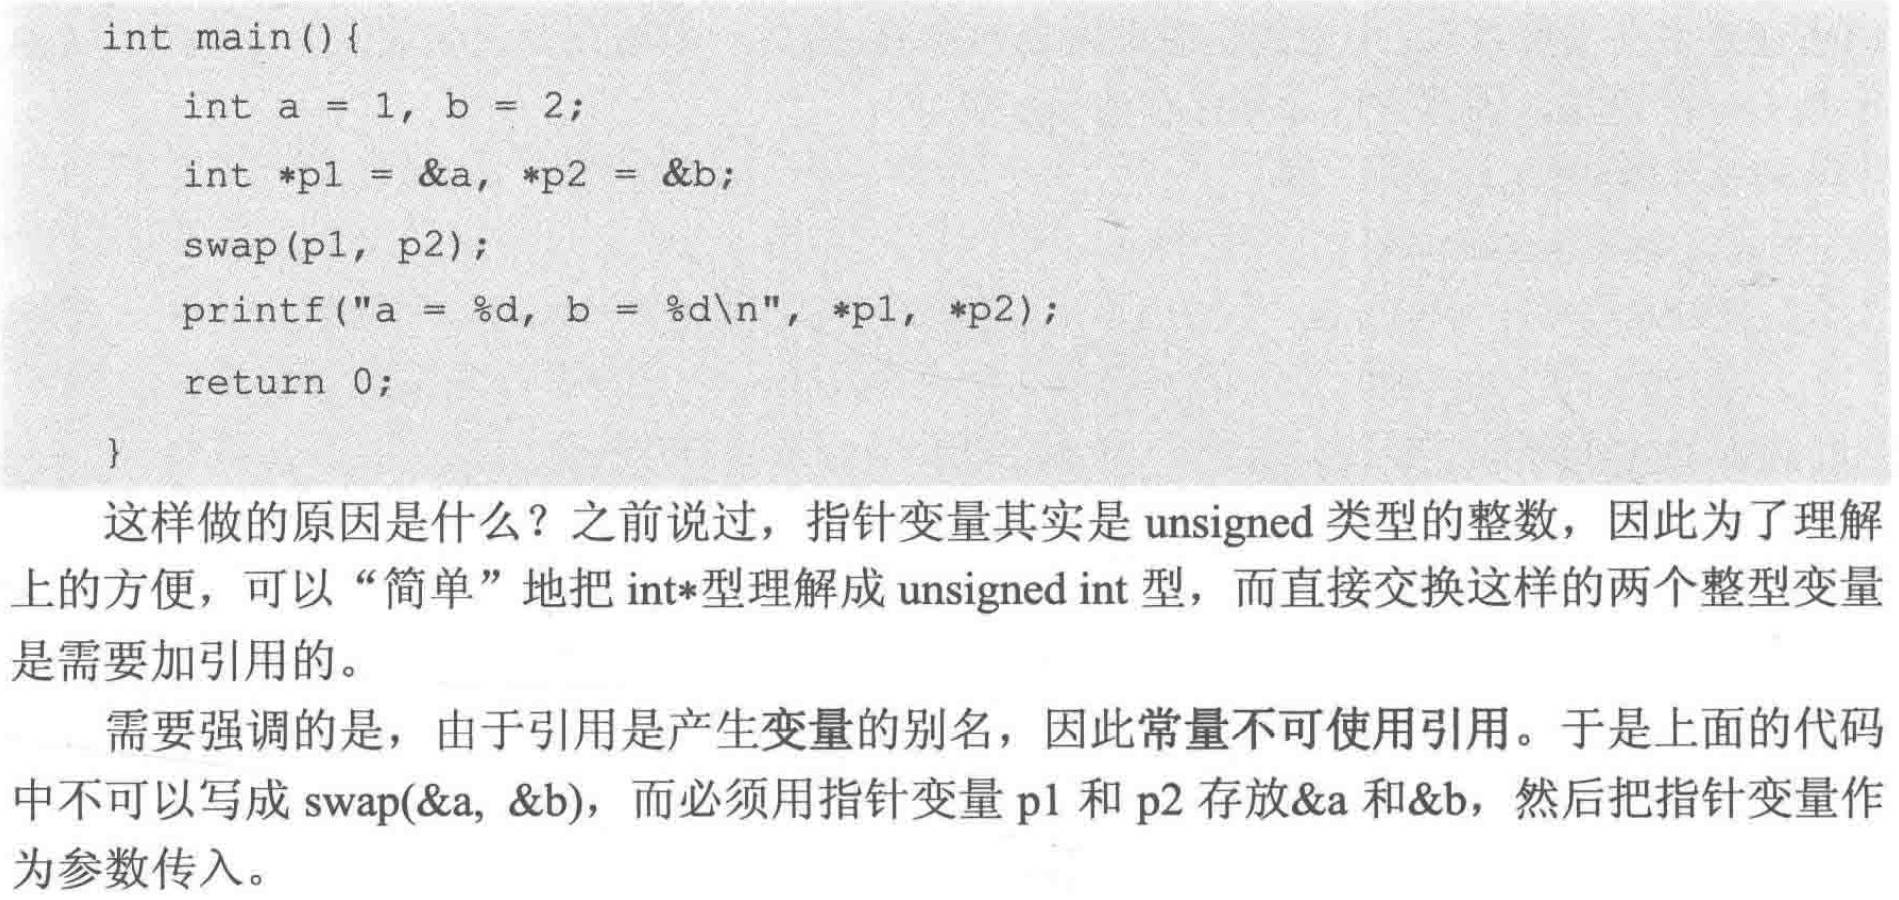 int main(){
int a = 1, b = 2;
int *p1 = &a, *p2 = &b;
swap(p1, p2);
printf("a = %d, b = %d\n", *p1, *p2);
return 0;
}
这样做的原因是什么？之前说过，指针变量其实是 unsigned 类型的整数，因此为了理解
上的方便，可以“简单”地把 int*型理解成 unsigned int 型，而直接交换这样的两个整型变量
是需要加引用的。
需要强调的是，由于引用是产生变量的别名，因此常量不可使用引用。于是上面的代码
中不可以写成 swap(&a, &b)，而必须用指针变量 p1 和 p2 存放&a 和&b，然后把指针变量作
为参数传入。